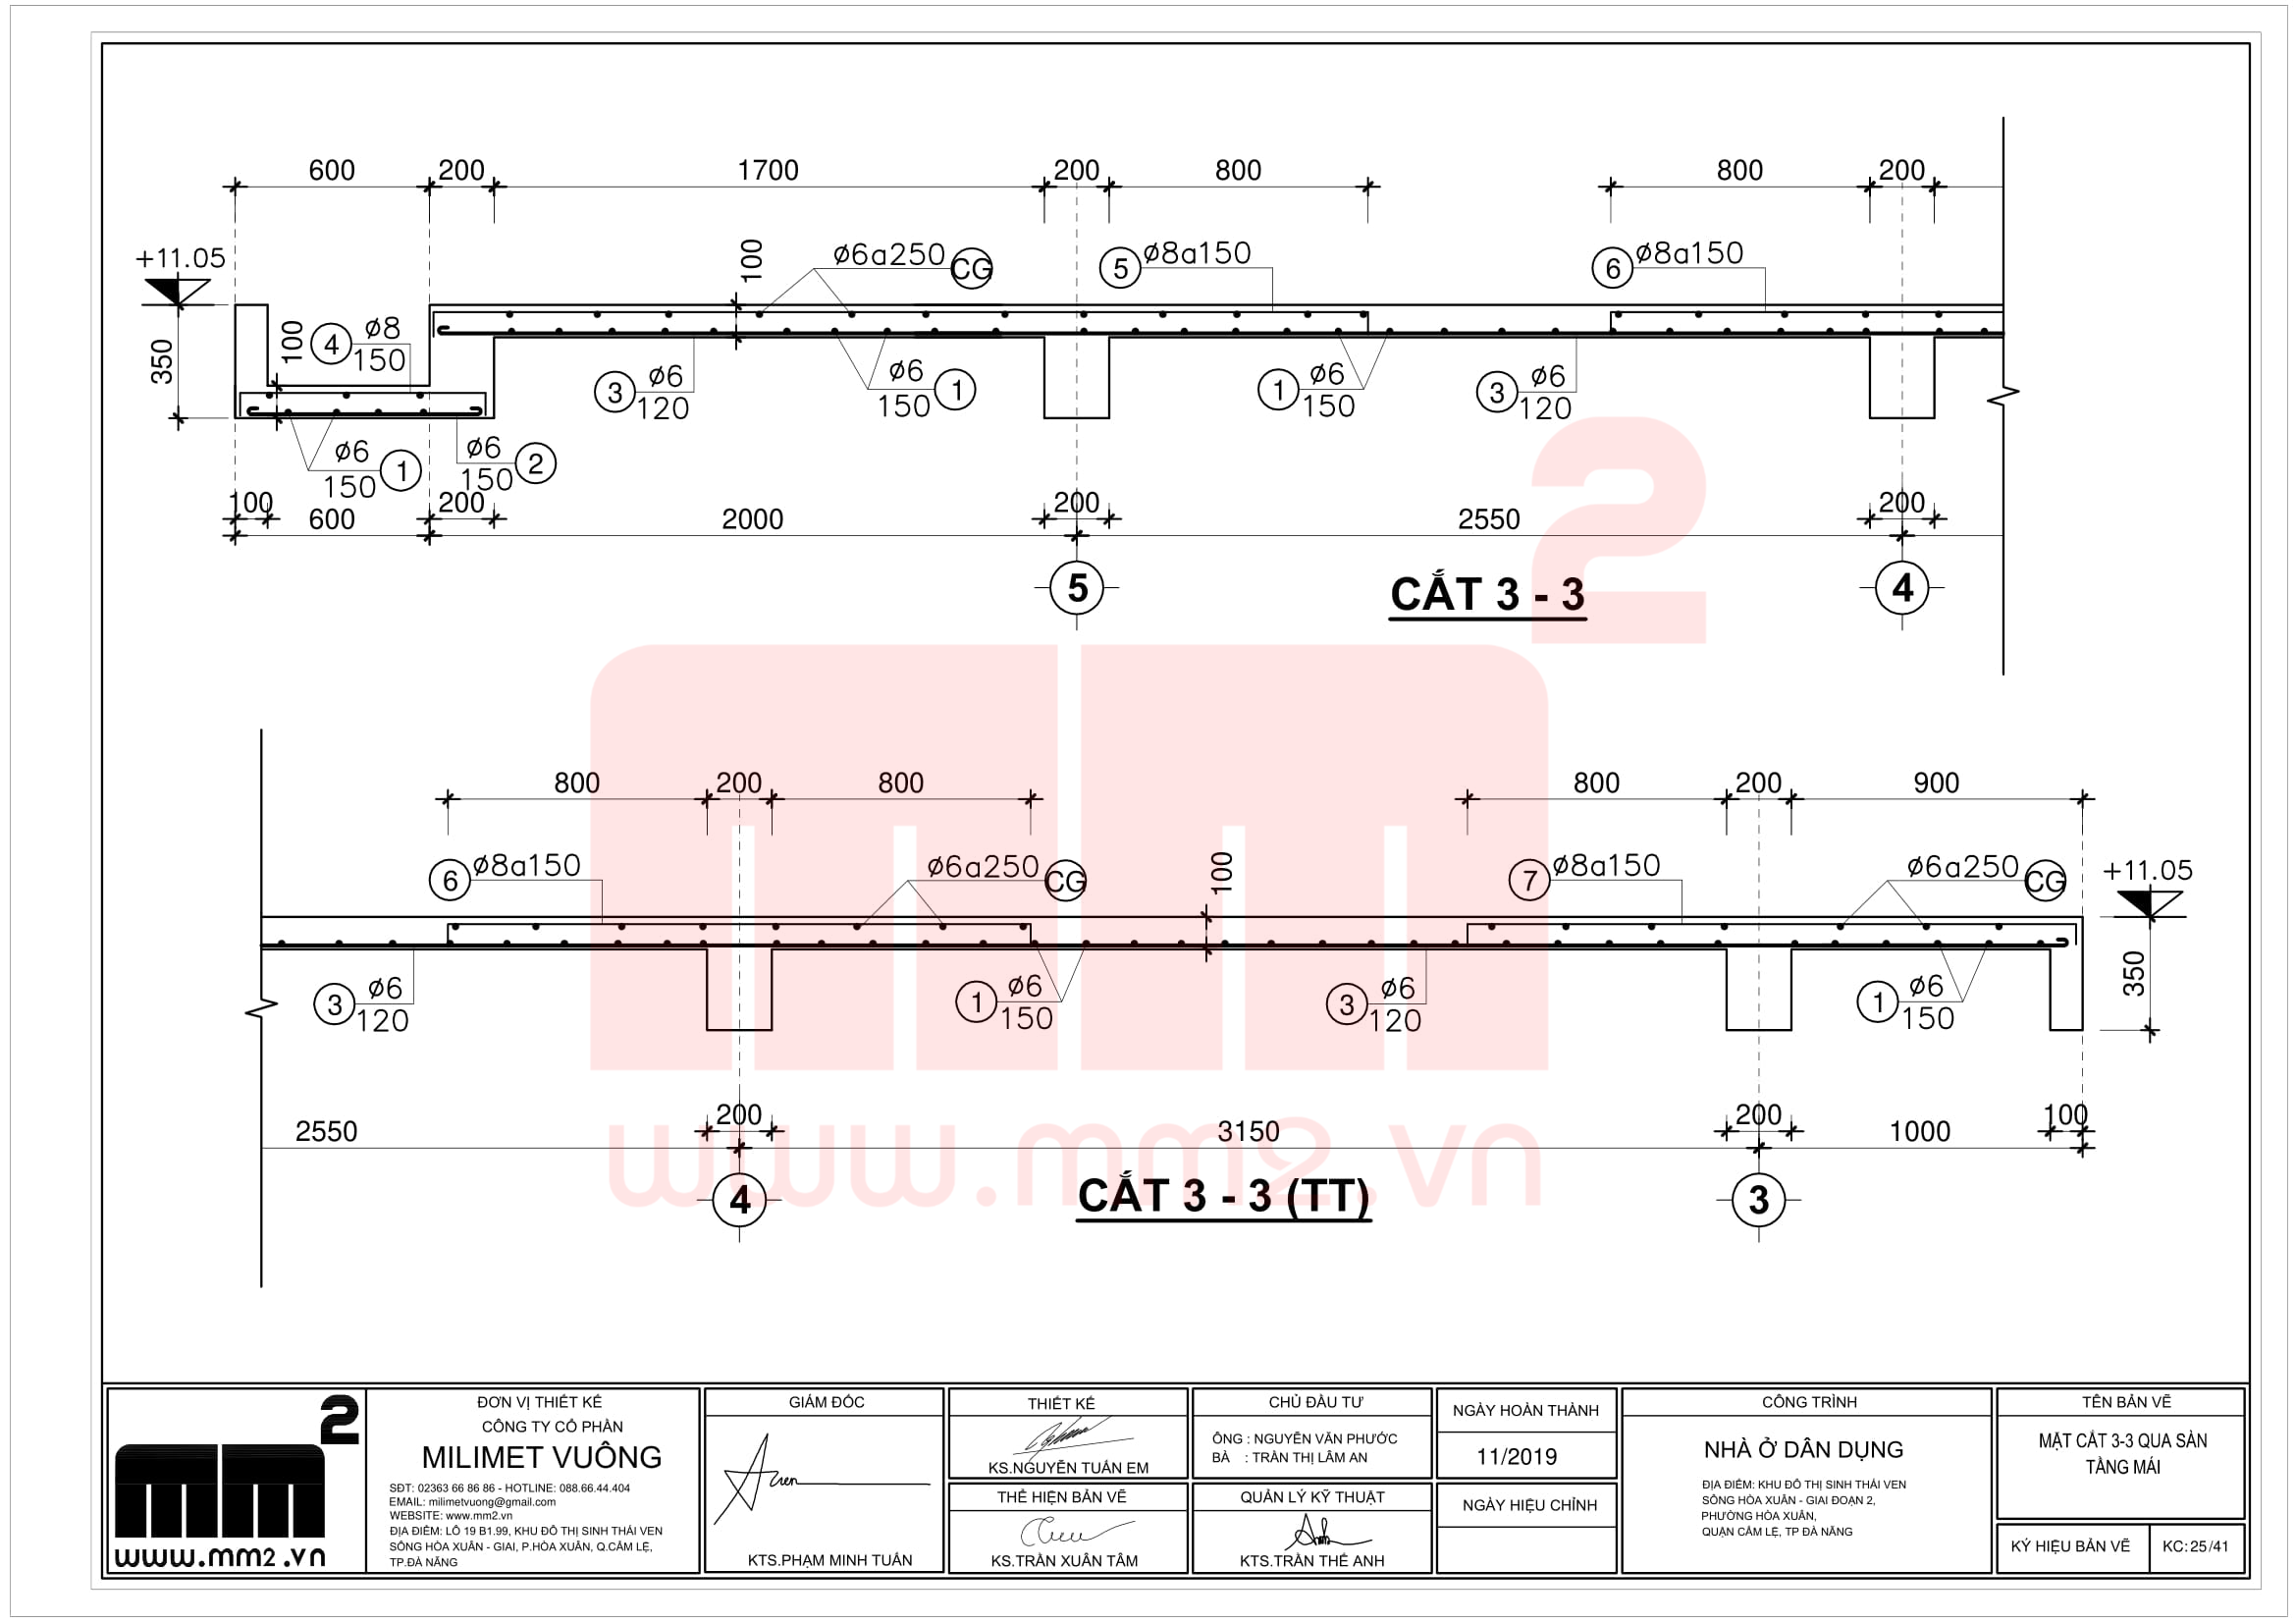 600 200 1700 200 800 800 200
+11.05
100
ø6a250 CG
5 ø8a150
6 ø8a150
350
100
4 ø8
150
3 ø6
120
ø6 1
150
1 ø6
150
3 ø6
120
ø6 1
150
ø6 2
150
100 200 200 200
600 2000 2550
5
CẮT 3 - 3
4
2
mm
800 200 800 800 200 900
6 ø8a150
ø6a250 CG
100
7 ø8a150
ø6a250 CG
+11.05
350
3 ø6
120
1 ø6
150
3 ø6
120
1 ø6
150
200 200 100
2550 3150 1000
www.mm2.vn
4
CẮT 3 - 3 (TT)
3
mm2
www.mm2.vn
ĐƠN VỊ THIẾT KẾ
CÔNG TY CỔ PHẦN
MILIMET VUÔNG
SĐT: 02363 66 86 86 - HOTLINE: 088.66.44.404
EMAIL: milimetvuong@gmail.com
WEBSITE: www.mm2.vn
ĐỊA ĐIỂM: LÔ 19 B1.99, KHU ĐÔ THỊ SINH THÁI VEN
SÔNG HÒA XUÂN - GIAI, P.HÒA XUÂN, Q.CẨM LỆ,
TP.ĐÀ NẴNG
GIÁM ĐỐC
KTS.PHẠM MINH TUẤN
THIẾT KẾ
KS.NGUYỄN TUẤN EM
THỂ HIỆN BẢN VẼ
KS.TRẦN XUÂN TÂM
CHỦ ĐẦU TƯ
ÔNG : NGUYỄN VĂN PHƯỚC
BÀ : TRẦN THỊ LÂM AN
QUẢN LÝ KỸ THUẬT
KTS.TRẦN THẾ ANH
NGÀY HOÀN THÀNH
11/2019
NGÀY HIỆU CHỈNH
CÔNG TRÌNH
NHÀ Ở DÂN DỤNG
ĐỊA ĐIỂM: KHU ĐÔ THỊ SINH THÁI VEN
SÔNG HÒA XUÂN - GIAI ĐOẠN 2,
PHƯỜNG HÒA XUÂN,
QUẬN CẨM LỆ, TP ĐÀ NẴNG
TÊN BẢN VẼ
MẶT CẮT 3-3 QUA SÀN
TẦNG MÁI
KÝ HIỆU BẢN VẼ
KC: 25/41